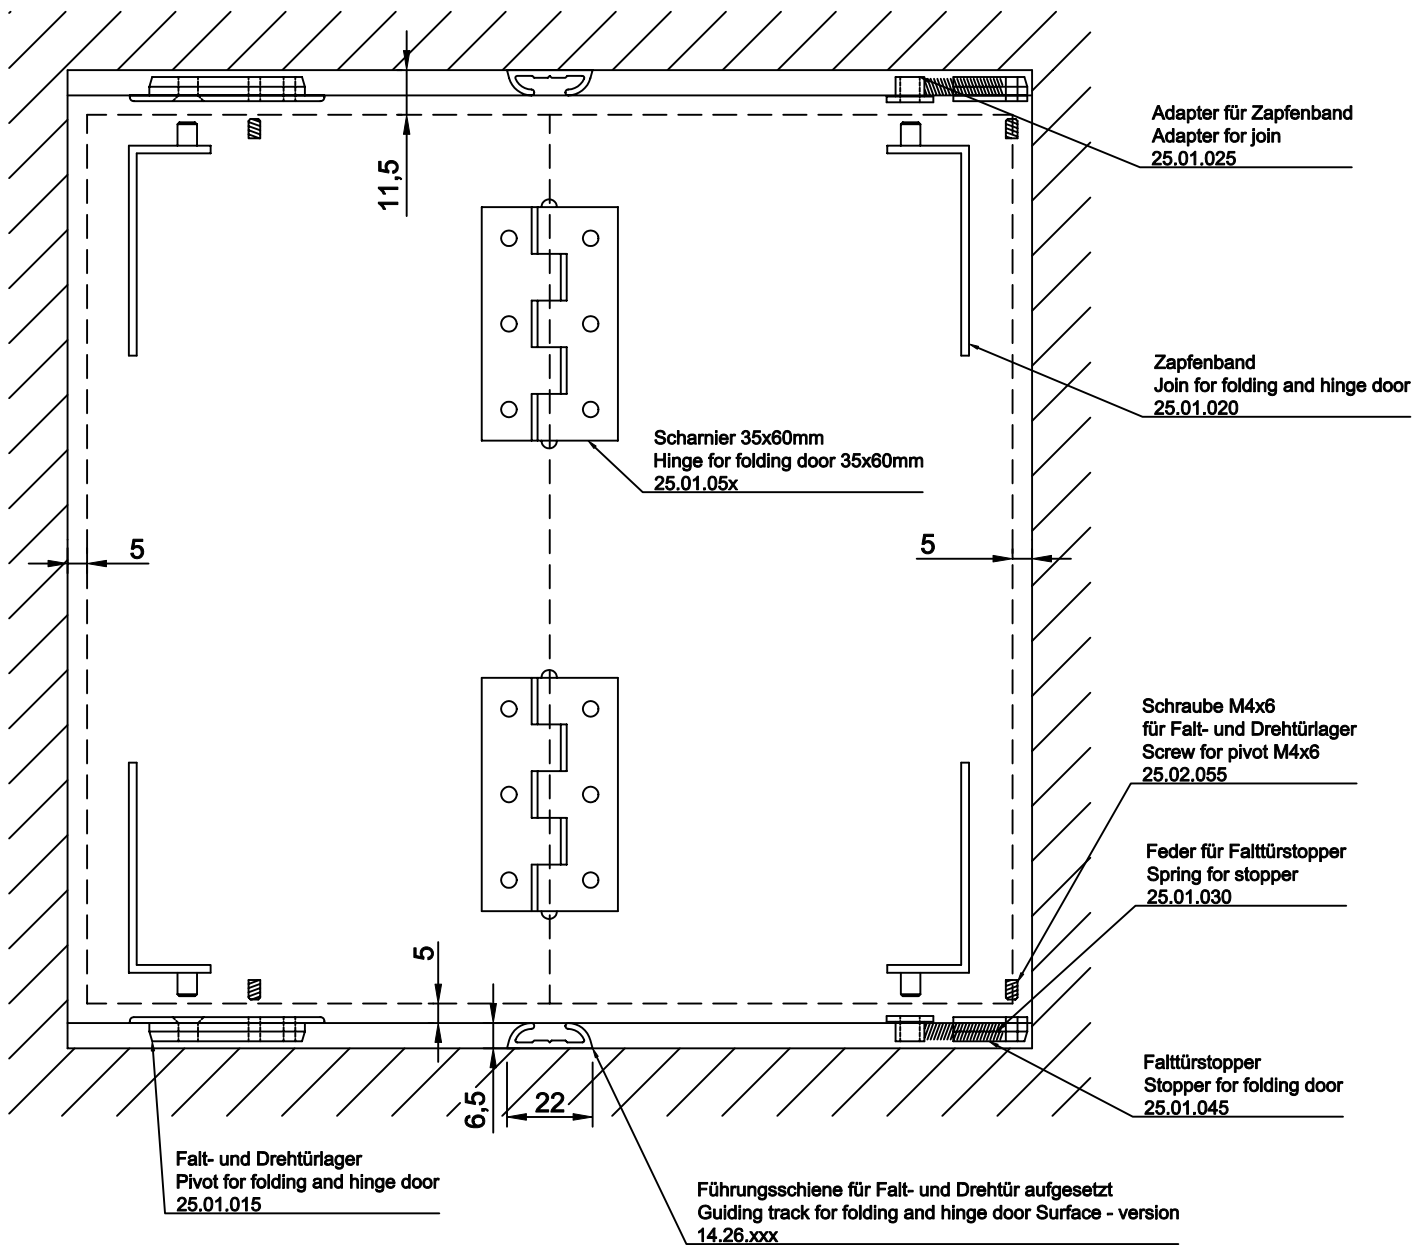 Adapter für Zapfenband
Adapter for join
25.01.025
11,5
Zapfenband
Join for folding and hinge door
25.01.020
Scharnier 35x60mm
Hinge for folding door 35x60mm
25.01.05x
5
5
Schraube M4x6
für Falt- und Drehtürlager
Screw for pivot M4x6
25.02.055
Feder für Falttürstopper
Spring for stopper
25.01.030
5
Falttürstopper
Stopper for folding door
25.01.045
6,5
22
Falt- und Drehtürlager
Pivot for folding and hinge door
25.01.015
Führungsschiene für Falt- und Drehtür aufgesetzt
Guiding track for folding and hinge door Surface - version
14.26.xxx